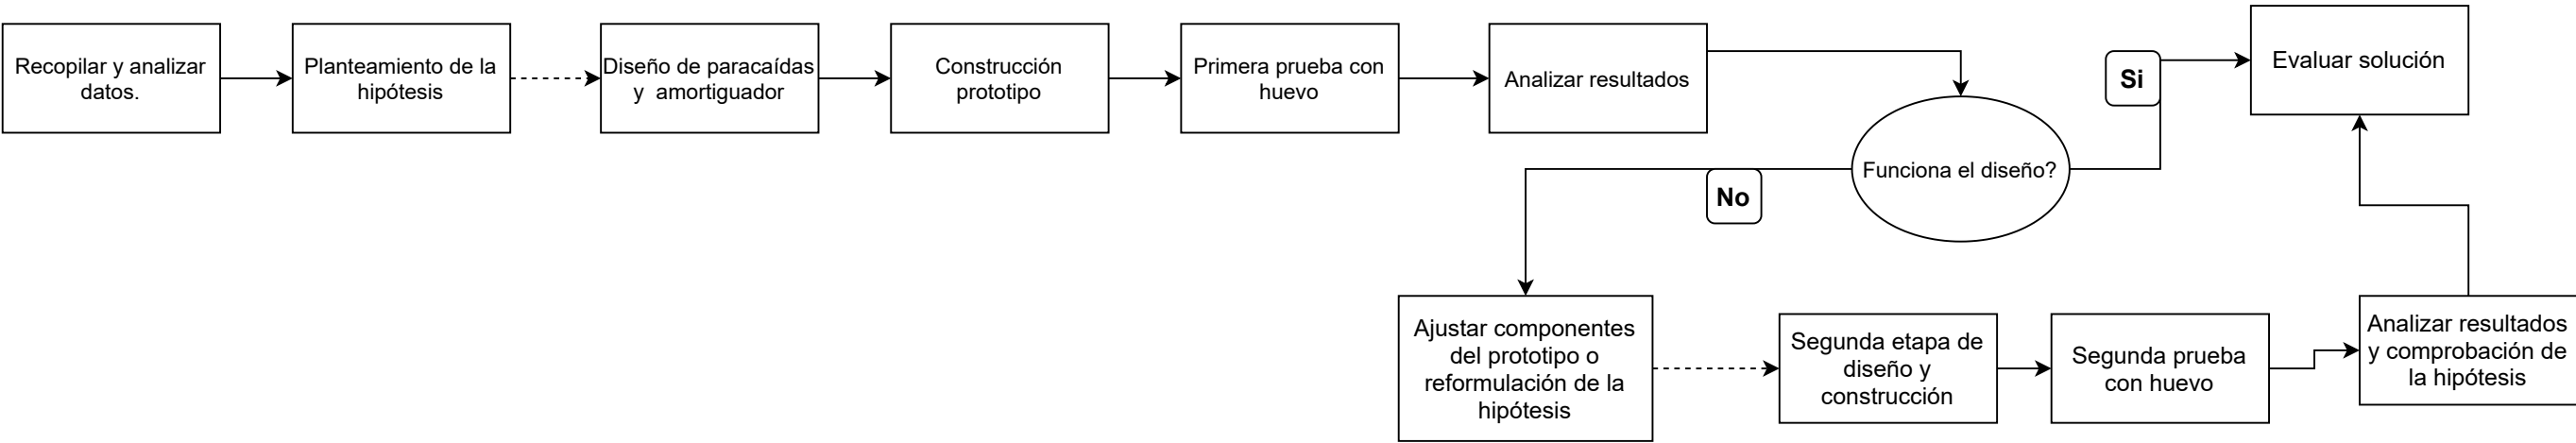 Recopilar y analizar
datos.
Planteamiento de la
hipótesis
Diseño de paracaídas
y  amortiguador
Construcción
prototipo
Primera prueba con
huevo
Analizar resultados
Funciona el diseño?
Si
Evaluar solución
No
Ajustar componentes
del prototipo o
reformulación de la
hipótesis
Segunda etapa de
diseño y
construcción
Segunda prueba
con huevo
Analizar resultados
y comprobación de
la hipótesis